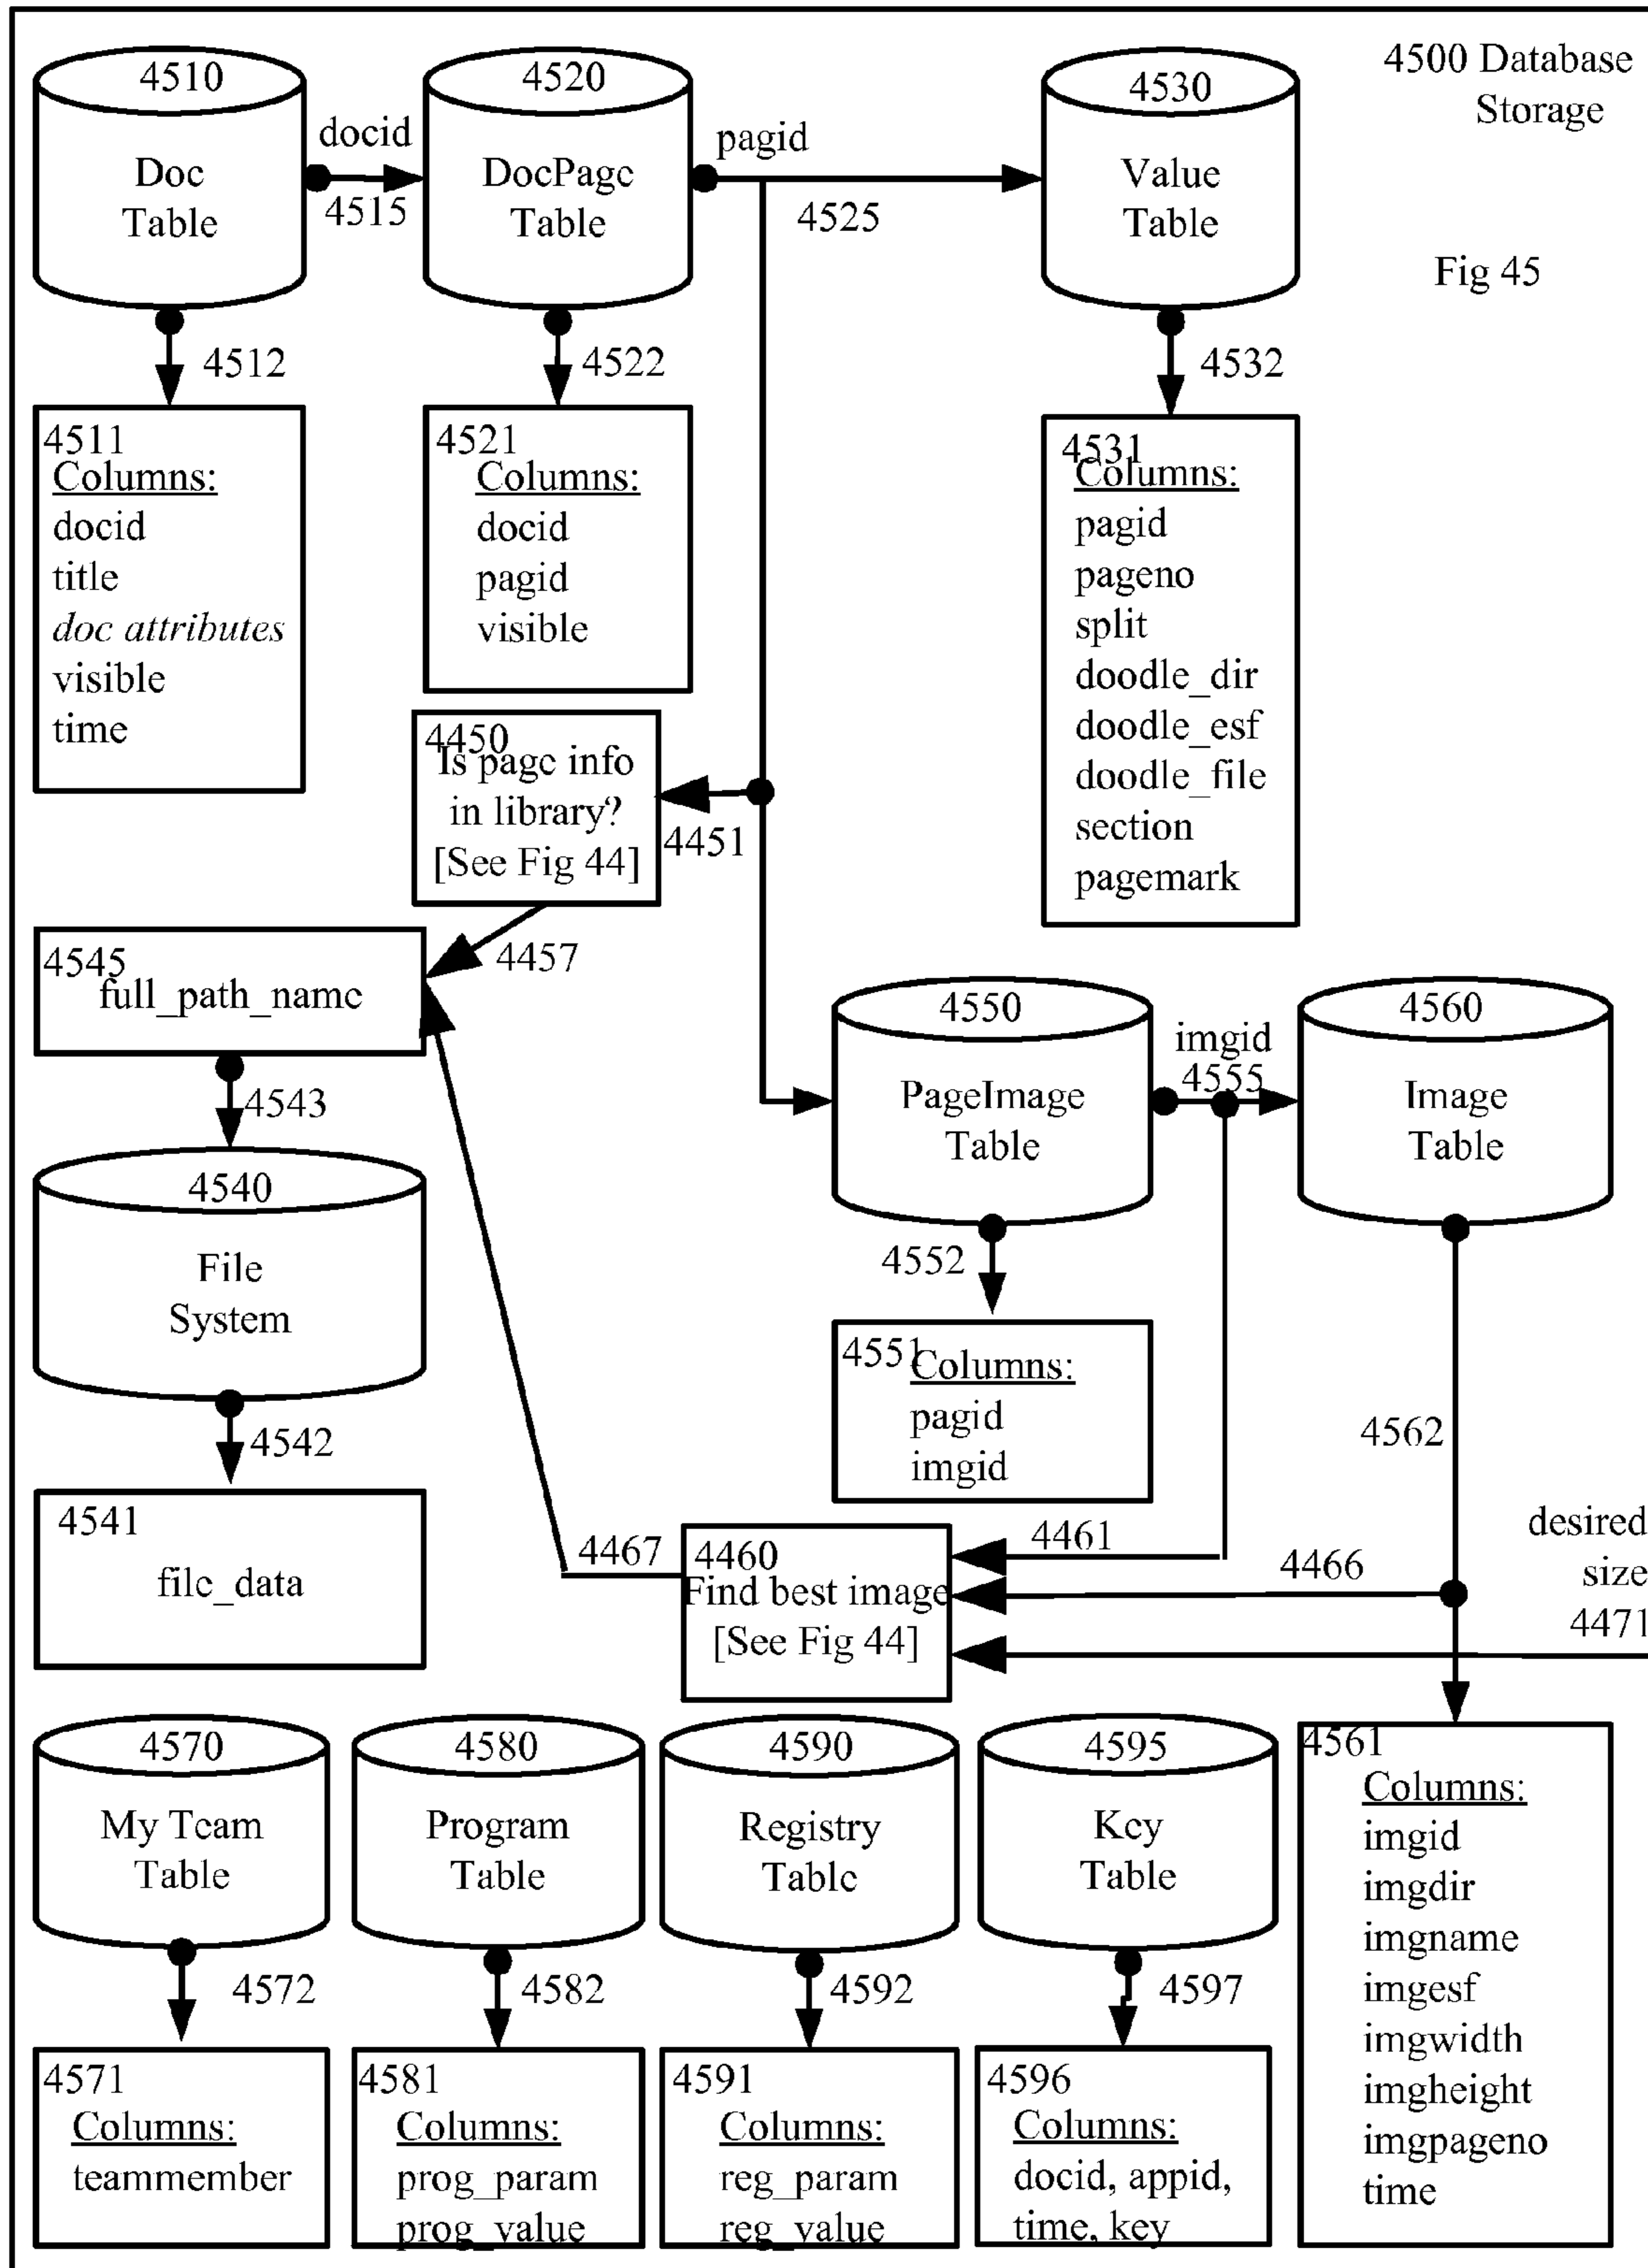 4500 Database
Storage
Fig 45
4510
Doc
Table
docid
4515
4520
DocPage
Table
pagid
4525
4530
Value
Table
4512
4522
4532
4511
Columns:
docid
title
doc attributes
visible
time
4521
Columns:
docid
pagid
visible
4531
Columns:
pagid
pageno
split
doodle_dir
doodle_esf
doodle_file
section
pagemark
4450
Is page info
in library?
[See Fig 44]
4451
4457
4545
full_path_name
4543
4540
File
System
4542
4541
file_data
4550
PageImage
Table
imgid
4555
4560
Image
Table
4552
4551
Columns:
pagid
imgid
4562
4461
4466
desired
size
4471
4467
4460
Find best image
[See Fig 44]
4570
My Team
Table
4580
Program
Table
4590
Registry
Table
4595
Key
Table
4572
4582
4592
4597
4571
Columns:
teammember
4581
Columns:
prog_param
prog_value
4591
Columns:
reg_param
reg_value
4596
Columns:
docid, appid,
time, key
4561
Columns:
imgid
imgdir
imgname
imgesf
imgwidth
imgheight
imgpageno
time